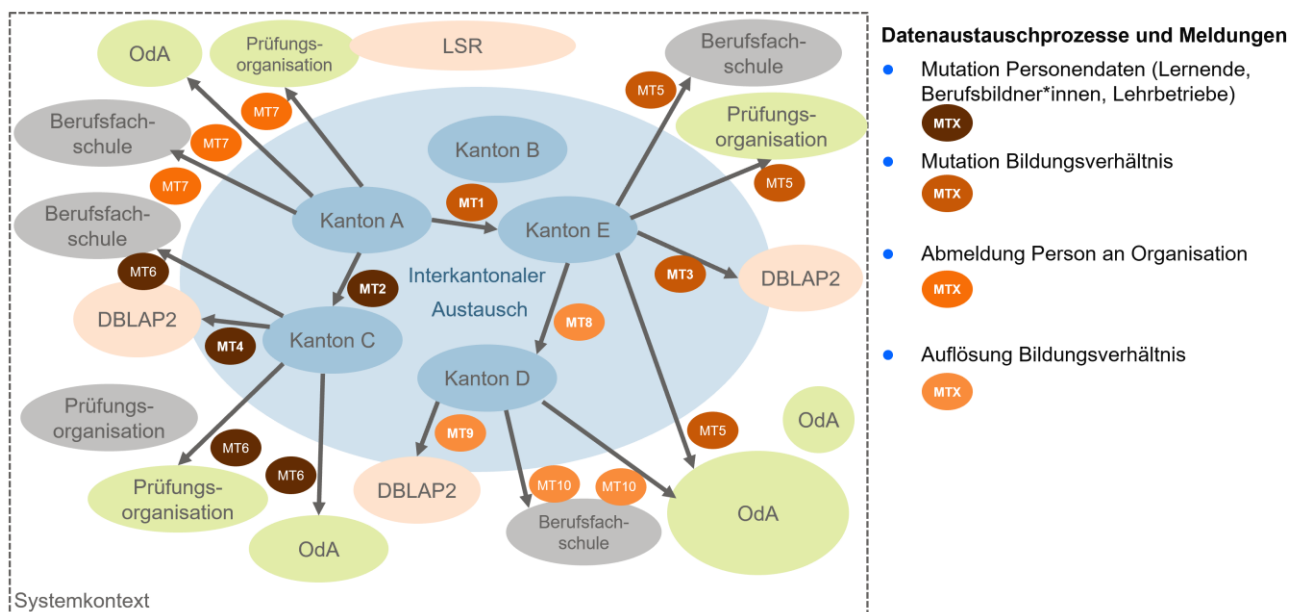 OdA
Prüfungs-
organisation
LSR
Berufsfach-
schule
MT5
MT7
Berufsfach-
schule
MT7
Prüfungs-
organisation
Kanton B
MT7
MT5
Berufsfach-
schule
Kanton A
MT1
Kanton E
MT6
MT2
Interkantonaler
Austausch
MT3
DBLAP2
DBLAP2
MT4
Kanton C
MT8
Kanton D
Prüfungs-
organisation
OdA
MT6
MT9
MT5
MT6
Prüfungs-
organisation
DBLAP2
MT10
MT10
OdA
Berufsfach-
schule
OdA
Systemkontext
Datenaustauschprozesse und Meldungen
Mutation Personendaten (Lernende,
Berufsbildner*innen, Lehrbetriebe)
MTX
Mutation Bildungsverhältnis
MTX
Abmeldung Person an Organisation
MTX
Auflösung Bildungsverhältnis
MTX